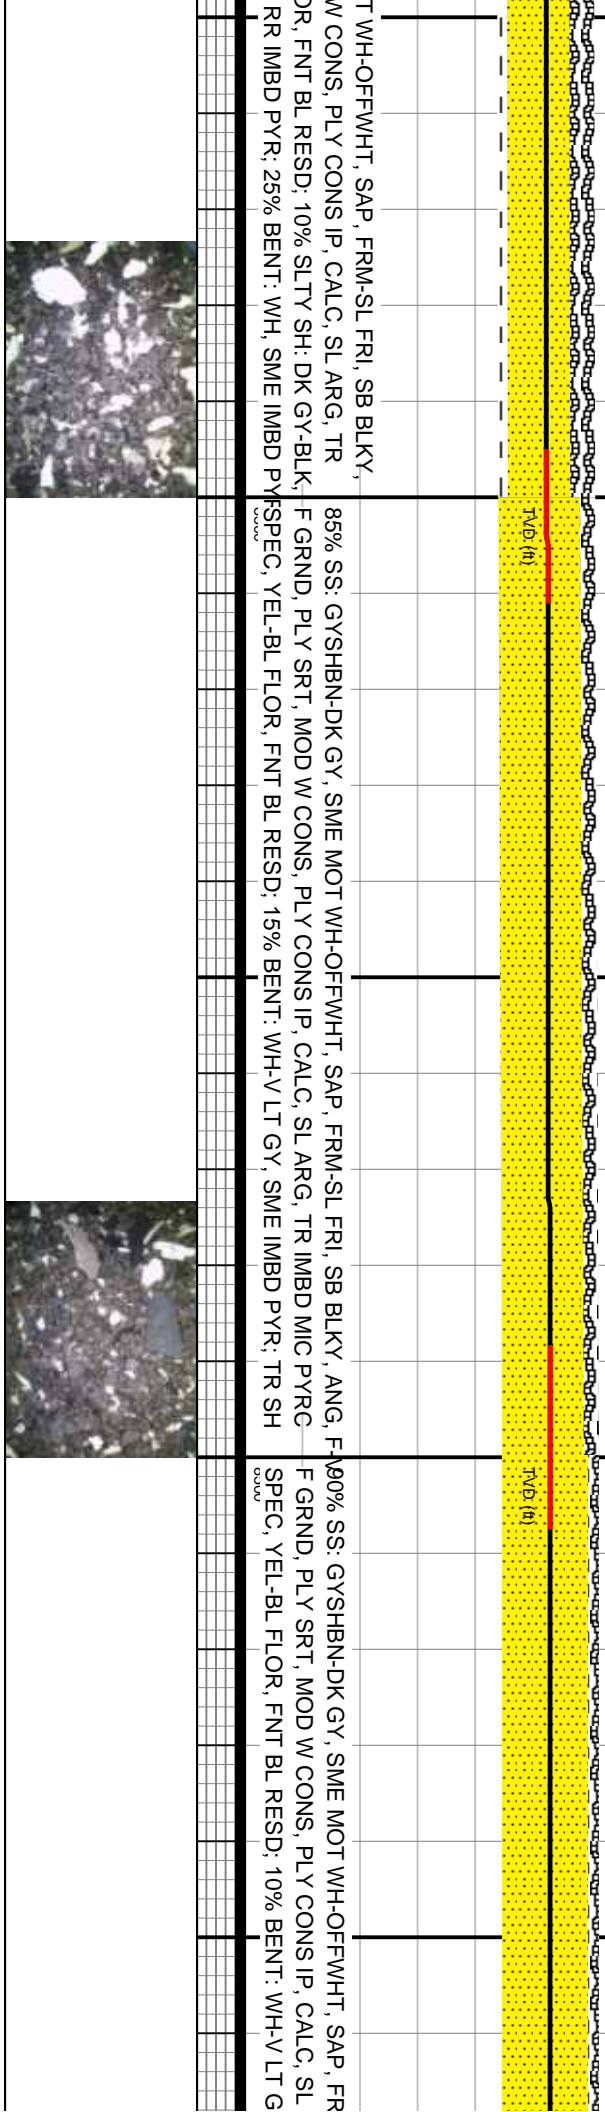 T WH-OFFWHT, SAP, FRM-SL FRI, SB BLKY,
W CONS, PLY CONS IP, CALC, SL ARG, TR
OR, FNT BL RESD; 10% SLTY SH: DK GY-BLK,
RR IMBD PYR; 25% BENT: WH, SME IMBD PYR
85% SS: GYSHBN-DK GY, SME MOT WH-OFFWHT, SAP, FRM-SL FRI, SB BLKY, ANG, F-V
F GRND, PLY SRT, MOD W CONS, PLY CONS IP, CALC, SL ARG, TR IMBD MIC PYRC
SPEC, YEL-BL FLOR, FNT BL RESD; 15% BENT: WH-V LT GY, SME IMBD PYR; TR SH
90% SS: GYSHBN-DK GY, SME MOT WH-OFFWHT, SAP, FR
F GRND, PLY SRT, MOD W CONS, PLY CONS IP, CALC, SL
SPEC, YEL-BL FLOR, FNT BL RESD; 10% BENT: WH-V LT G
TVD (ft)
TVD (ft)